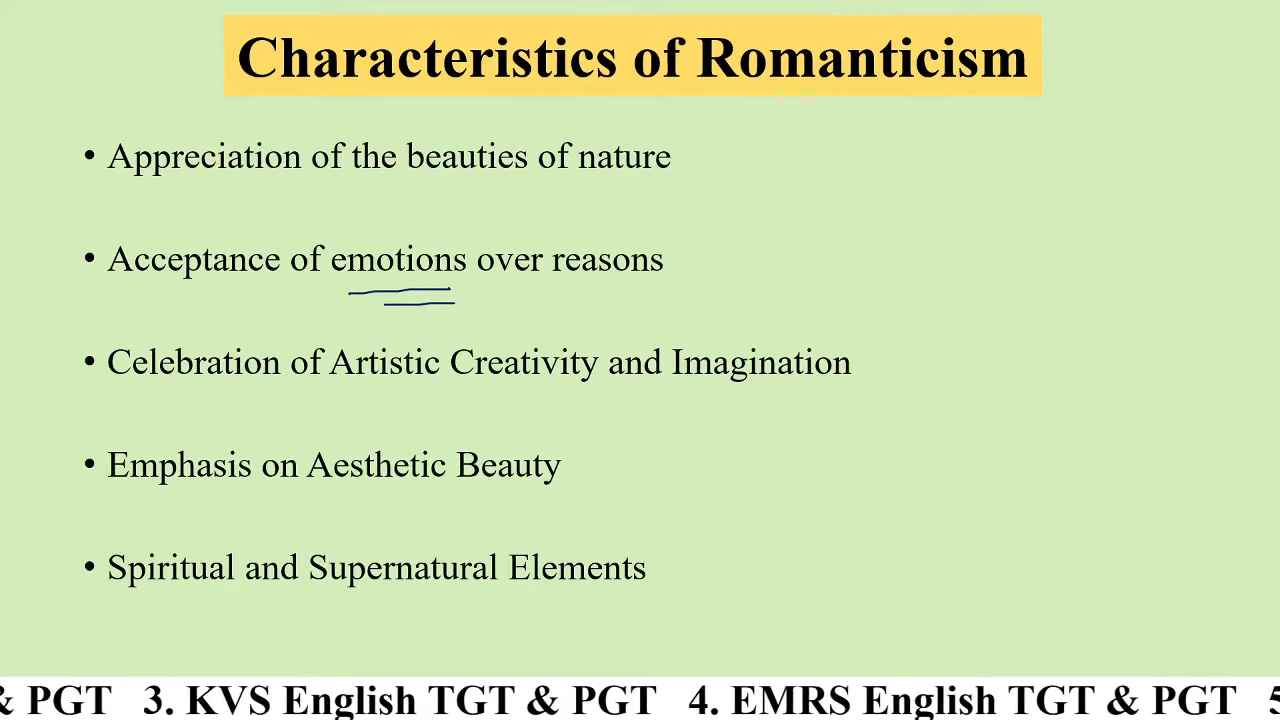 Characteristics of Romanticism
• Appreciation of the beauties of nature
• Acceptance of emotions over reasons
• Celebration of Artistic Creativity and Imagination
• Emphasis on Aesthetic Beauty
• Spiritual and Supernatural Elements
& PGT 3. KVS English TGT & PGT 4. EMRS English TGT & PGT 5